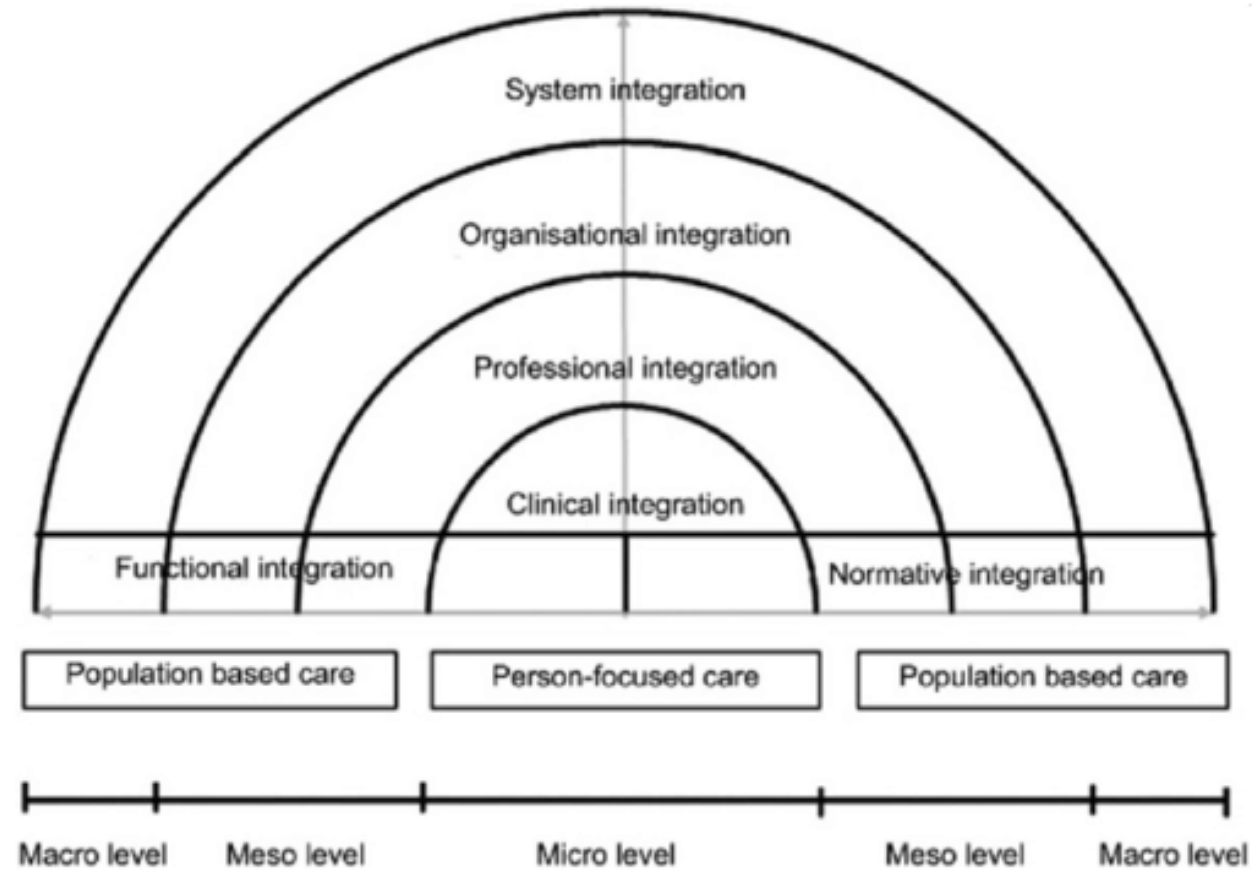 System integration
Organisational integration
Professional integration
Clinical integration
Functional integration
Normative integration
Population based care
Person-focused care
Population based care
Macro level
Meso level
Micro level
Meso level
Macro level